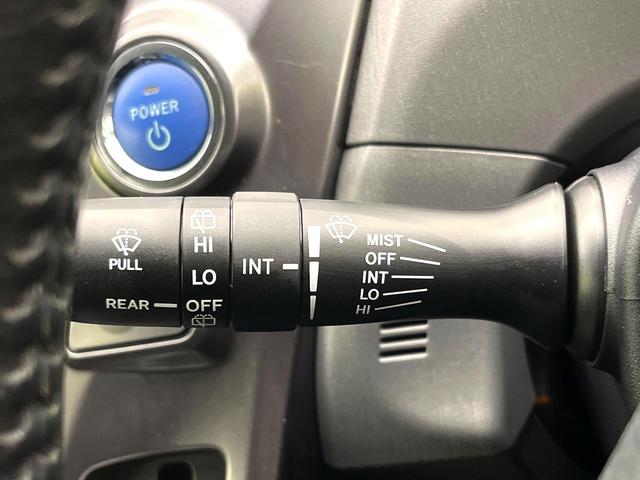 POWER
PULL
REAR
HI
LO
OFF
INT
MIST
OFF
INT
LO
HI